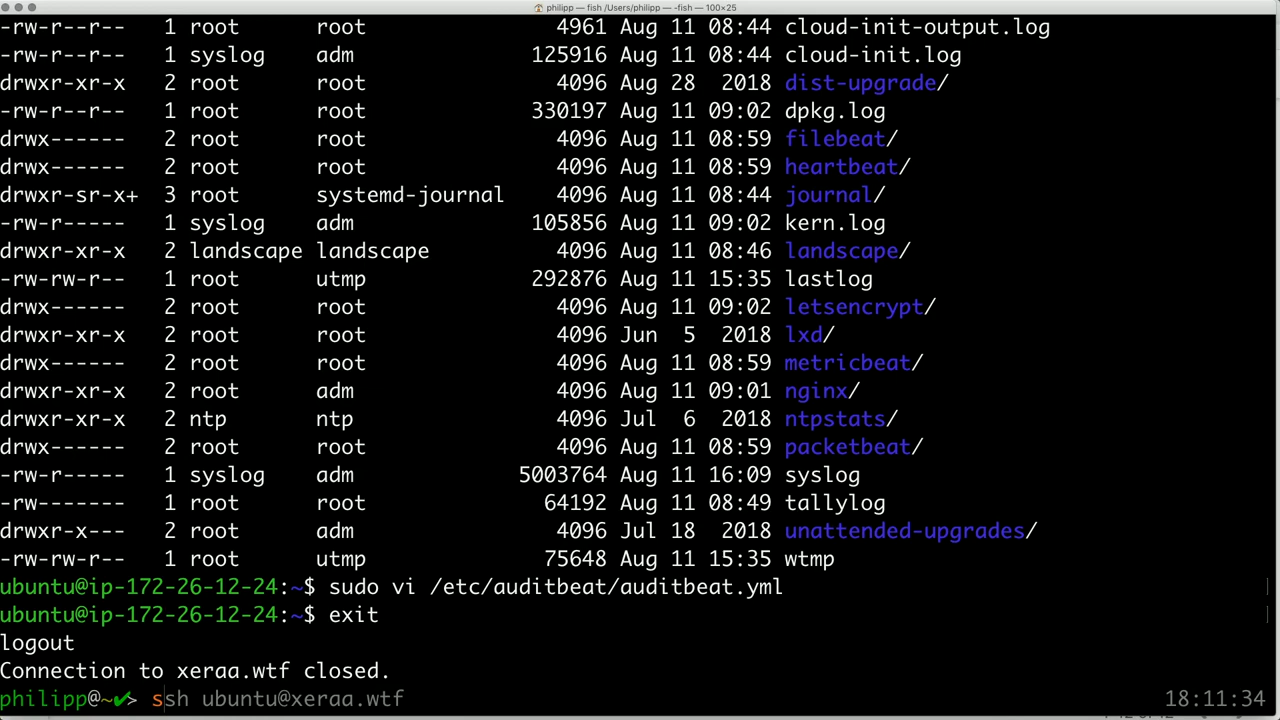 philipp — fish /Users/philipp — -fish — 100×25
-rw-r--r-- 1 root root 4961 Aug 11 08:44 cloud-init-output.log
-rw-r--r-- 1 syslog adm 125916 Aug 11 08:44 cloud-init.log
drwxr-xr-x 2 root root 4096 Aug 28 2018 dist-upgrade/
-rw-r--r-- 1 root root 330197 Aug 11 09:02 dpkg.log
drwx------ 2 root root 4096 Aug 11 08:59 filebeat/
drwx------ 2 root root 4096 Aug 11 08:59 heartbeat/
drwxr-sr-x+ 3 root systemd-journal 4096 Aug 11 08:44 journal/
-rw-r----- 1 syslog adm 105856 Aug 11 09:02 kern.log
drwxr-xr-x 2 landscape landscape 4096 Aug 11 08:46 landscape/
-rw-rw-r-- 1 root utmp 292876 Aug 11 15:35 lastlog
drwx------ 2 root root 4096 Aug 11 09:02 letsencrypt/
drwxr-xr-x 2 root root 4096 Jun 5 2018 lxd/
drwx------ 2 root root 4096 Aug 11 08:59 metricbeat/
drwxr-xr-x 2 root adm 4096 Aug 11 09:01 nginx/
drwxr-xr-x 2 ntp ntp 4096 Jul 6 2018 ntpstats/
drwx------ 2 root root 4096 Aug 11 08:59 packetbeat/
-rw-r----- 1 syslog adm 5003764 Aug 11 16:09 syslog
-rw------- 1 root root 64192 Aug 11 08:49 tallylog
drwxr-x--- 2 root adm 4096 Jul 18 2018 unattended-upgrades/
-rw-rw-r-- 1 root utmp 75648 Aug 11 15:35 wtmp
ubuntu@ip-172-26-12-24:~$ sudo vi /etc/auditbeat/auditbeat.yml
ubuntu@ip-172-26-12-24:~$ exit
logout
Connection to xeraa.wtf closed.
philipp@~✔> ssh ubuntu@xeraa.wtf 18:11:34